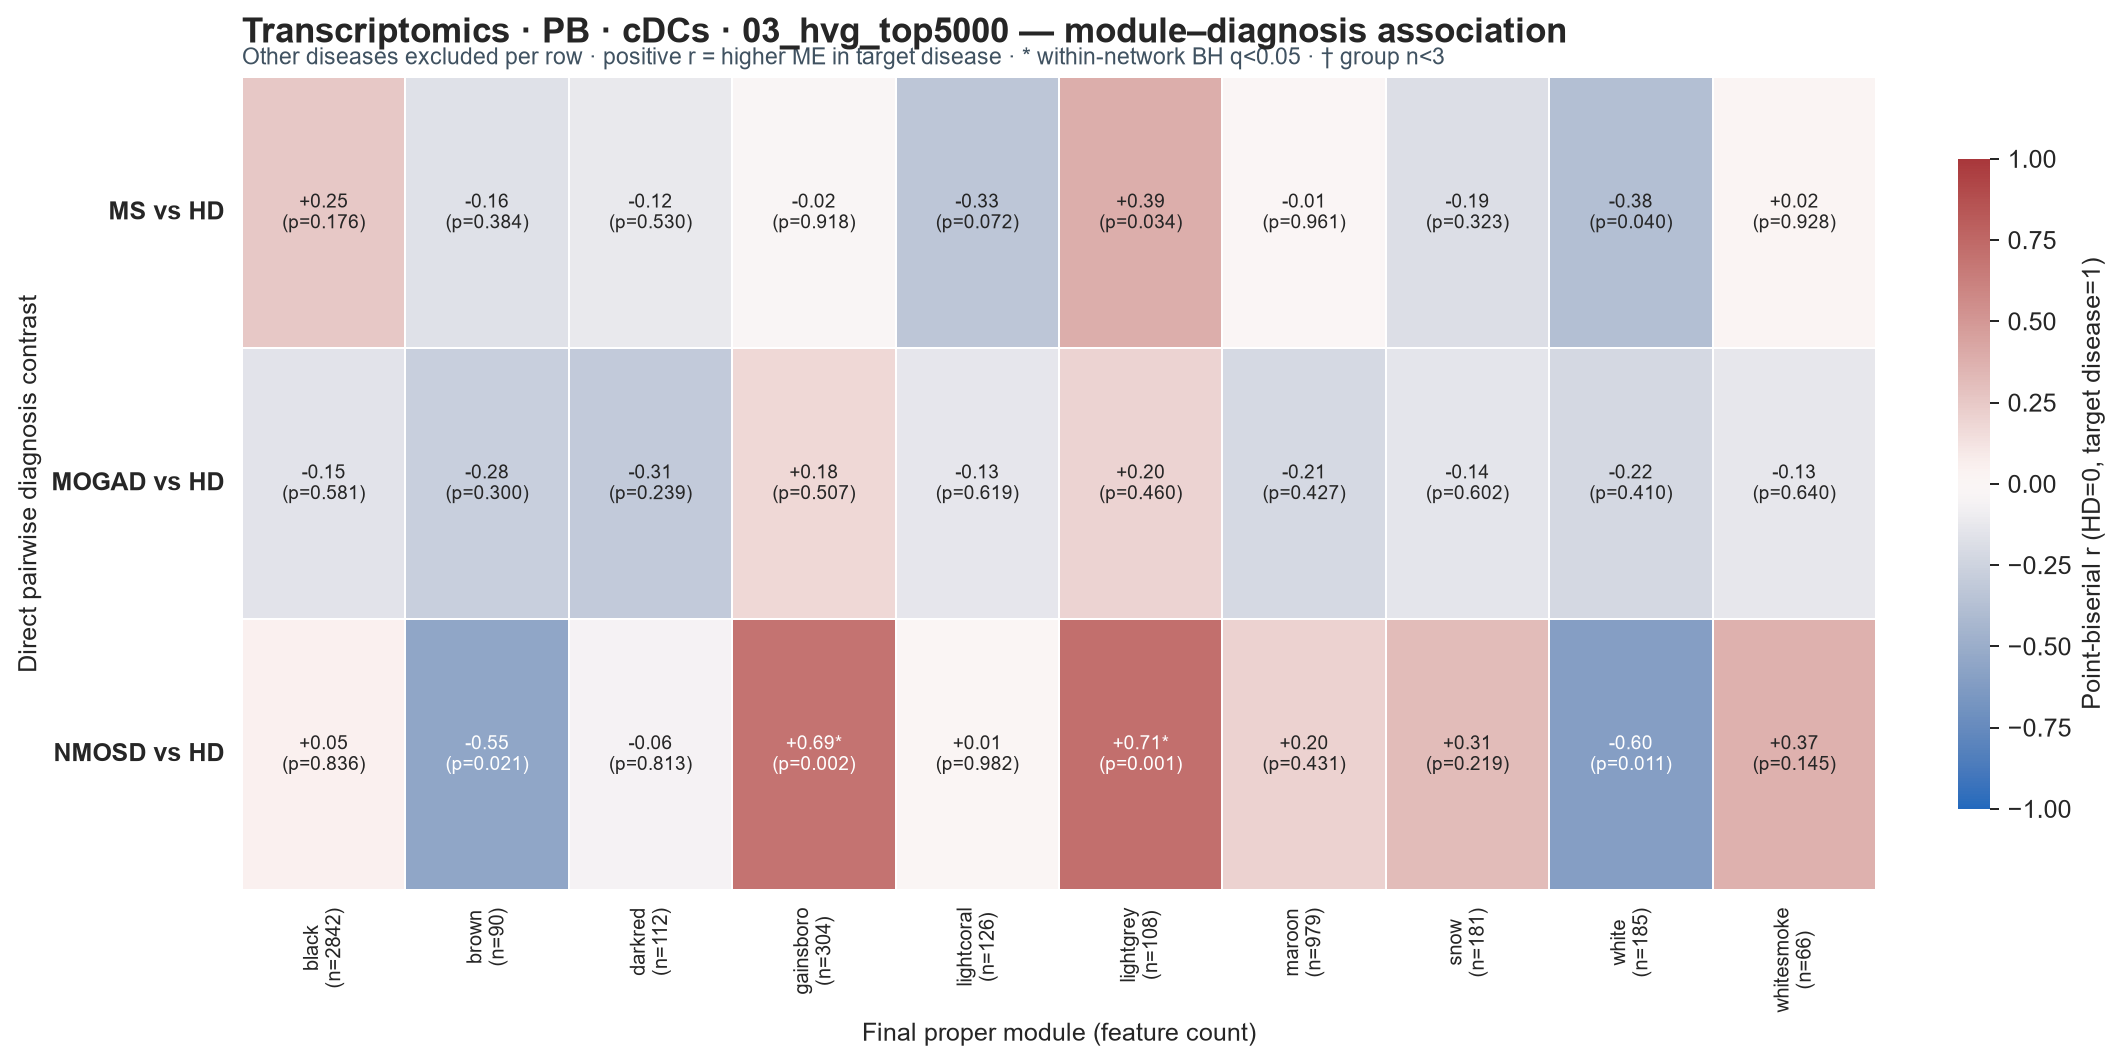 Transcriptomics · PB · cDCs · 03_hvg_top5000 — module–diagnosis association
Other diseases excluded per row · positive r = higher ME in target disease · * within-network BH q<0.05 · † group n<3
Direct pairwise diagnosis contrast
MS vs HD
+0.25 -0.16 -0.12 -0.02 -0.33 +0.39 -0.01 -0.19 -0.38 +0.02
(p=0.176) (p=0.384) (p=0.530) (p=0.918) (p=0.072) (p=0.034) (p=0.961) (p=0.323) (p=0.040) (p=0.928)
MOGAD vs HD
-0.15 -0.28 -0.31 +0.18 -0.13 +0.20 -0.21 -0.14 -0.22 -0.13
(p=0.581) (p=0.300) (p=0.239) (p=0.507) (p=0.619) (p=0.460) (p=0.427) (p=0.602) (p=0.410) (p=0.640)
NMOSD vs HD
+0.05 -0.55 -0.06 +0.69* +0.01 +0.71* +0.20 +0.31 -0.60 +0.37
(p=0.836) (p=0.021) (p=0.813) (p=0.002) (p=0.982) (p=0.001) (p=0.431) (p=0.219) (p=0.011) (p=0.145)
black
(n=2842)
brown
(n=90)
darkred
(n=112)
gainsboro
(n=304)
lightcoral
(n=126)
lightgrey
(n=108)
maroon
(n=979)
snow
(n=181)
white
(n=185)
whitesmoke
(n=66)
Final proper module (feature count)
1.00
0.75
0.50
0.25
0.00
−0.25
−0.50
−0.75
−1.00
Point-biserial r (HD=0, target disease=1)